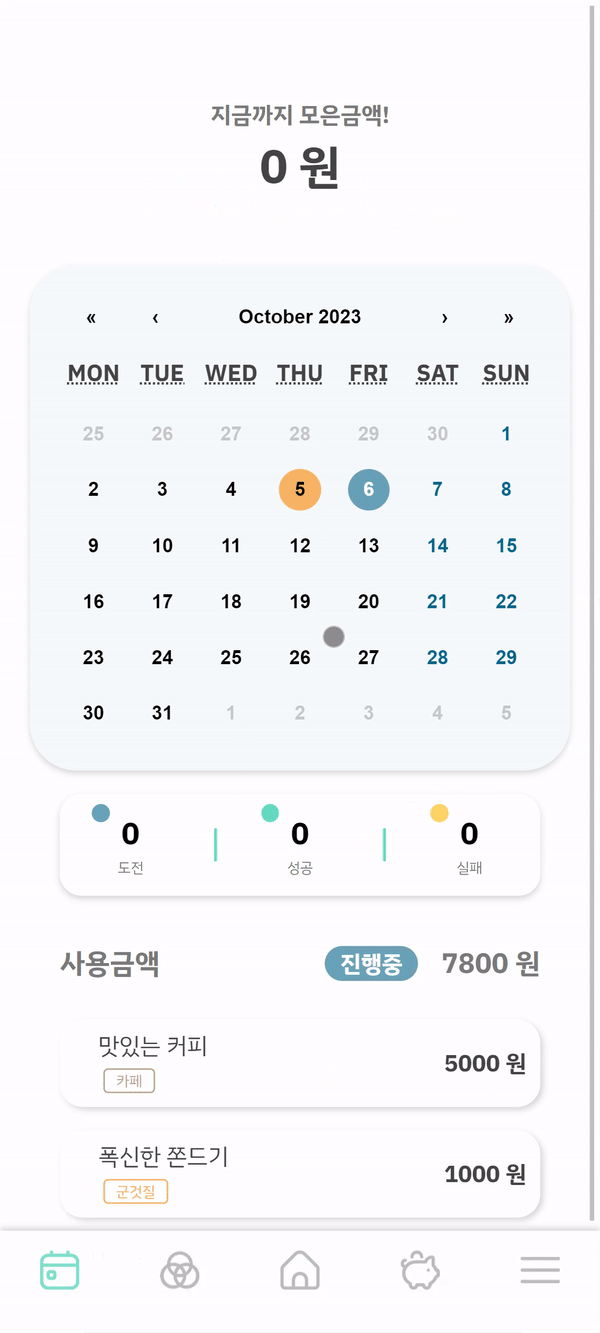 지금까지 모은금액!
0 원
« ‹ October 2023 › »
MON TUE WED THU FRI SAT SUN
25 26 27 28 29 30 1
2 3 4 5 6 7 8
9 10 11 12 13 14 15
16 17 18 19 20 21 22
23 24 25 26 27 28 29
30 31 1 2 3 4 5
0 0 0
도전 성공 실패
사용금액 진행중 7800 원
맛있는 커피
카페
5000 원
폭신한 쫀드기
군것질
1000 원